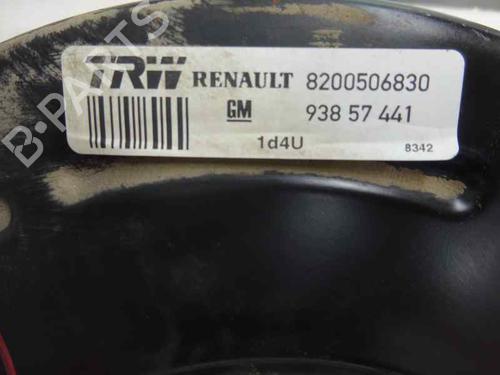 TRW RENAULT 8200506830
GM 938 57 441
1d4U 8342
B-PARTS